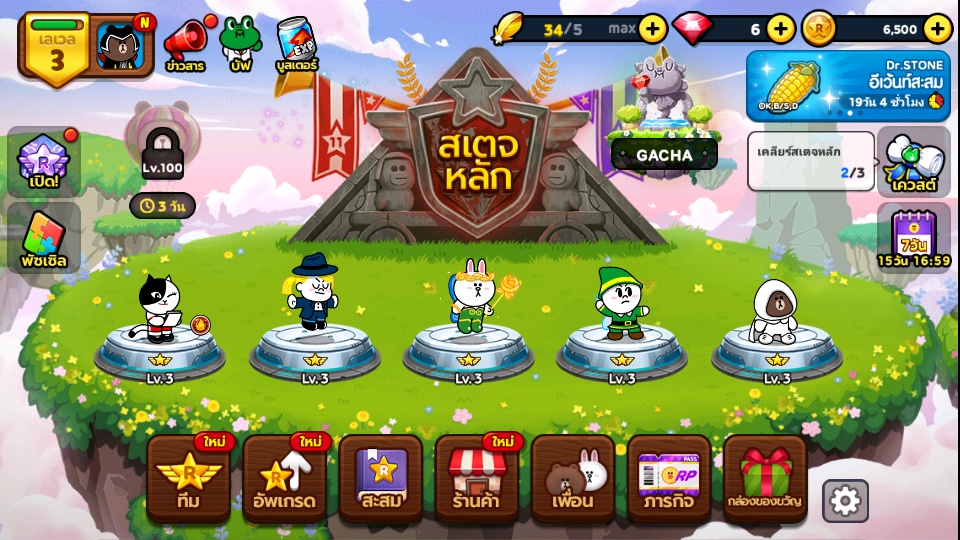 เลเวล
3
N
ข่าวสาร
บัฟ
EXP
บูสเตอร์
34/5
max
6
R
6,500
Dr.STONE
อีเว้นท์สะสม
19วัน 4 ชั่วโมง
©K,B/S,D
R
เปิด!
Lv.100
3 วัน
พัซเซิล
11
สเตจ
หลัก
GACHA
เคลียร์สเตจหลัก
2/3
เควสต์
7วัน
15วัน 16:59
Lv.3
Lv.3
Lv.3
Lv.3
Lv.3
ใหม่
R
ทีม
ใหม่
R
อัพเกรด
R
สะสม
ใหม่
ร้านค้า
เพื่อน
PASS
RP
ภารกิจ
กล่องของขวัญ